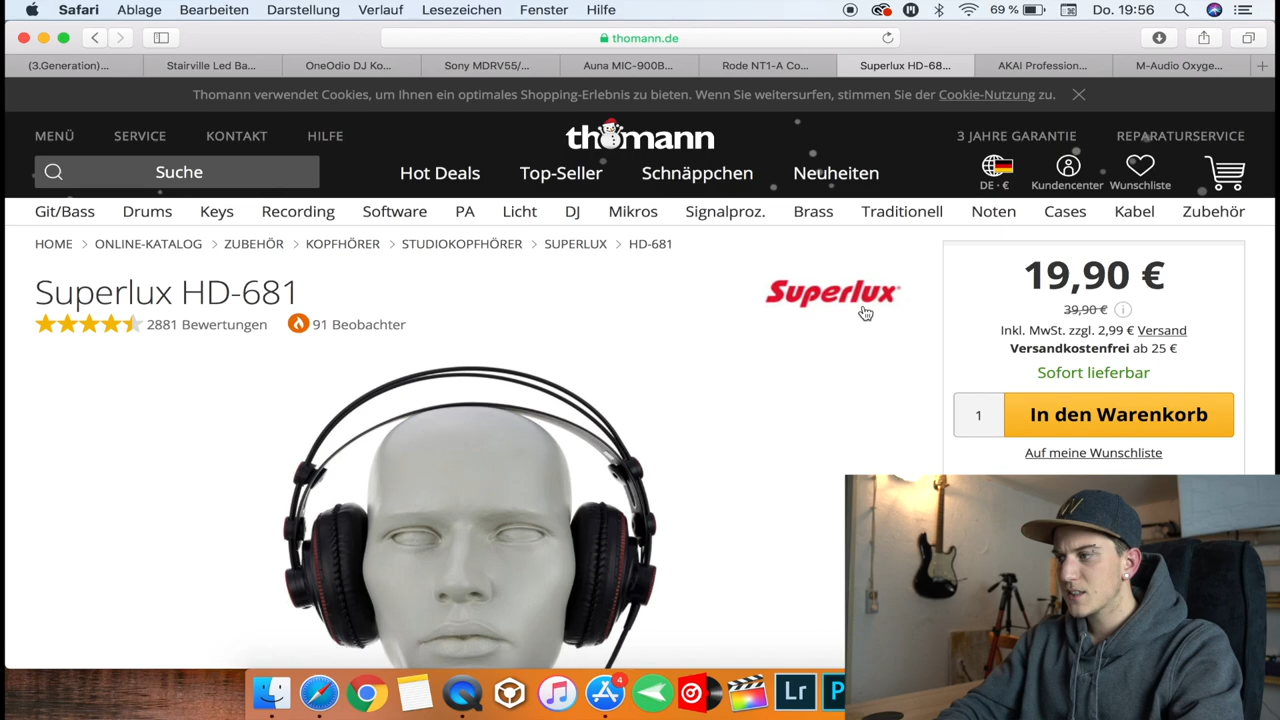 Safari Ablage Bearbeiten Darstellung Verlauf Lesezeichen Fenster Hilfe 69 % Do. 19:56
thomann.de
(3.Generation)... Stairville Led Ba... OneOdio DJ Ko... Sony MDRV55/... Auna MIC-900B... Rode NT1-A Co... Superlux HD-68... AKAI Profession... M-Audio Oxyge...
Thomann verwendet Cookies, um Ihnen ein optimales Shopping-Erlebnis zu bieten. Wenn Sie weitersurfen, stimmen Sie der Cookie-Nutzung zu.
MENÜ SERVICE KONTAKT HILFE thomann 3 JAHRE GARANTIE REPARATURSERVICE
Suche Hot Deals Top-Seller Schnäppchen Neuheiten
DE · € Kundencenter Wunschliste
Git/Bass Drums Keys Recording Software PA Licht DJ Mikros Signalproz. Brass Traditionell Noten Cases Kabel Zubehör
HOME > ONLINE-KATALOG > ZUBEHÖR > KOPFHÖRER > STUDIOKOPFHÖRER > SUPERLUX > HD-681
Superlux HD-681
2881 Bewertungen 91 Beobachter
Superlux
19,90 €
39,90 €
Inkl. MwSt. zzgl. 2,99 € Versand
Versandkostenfrei ab 25 €
Sofort lieferbar
1 In den Warenkorb
Auf meine Wunschliste
4
Lr